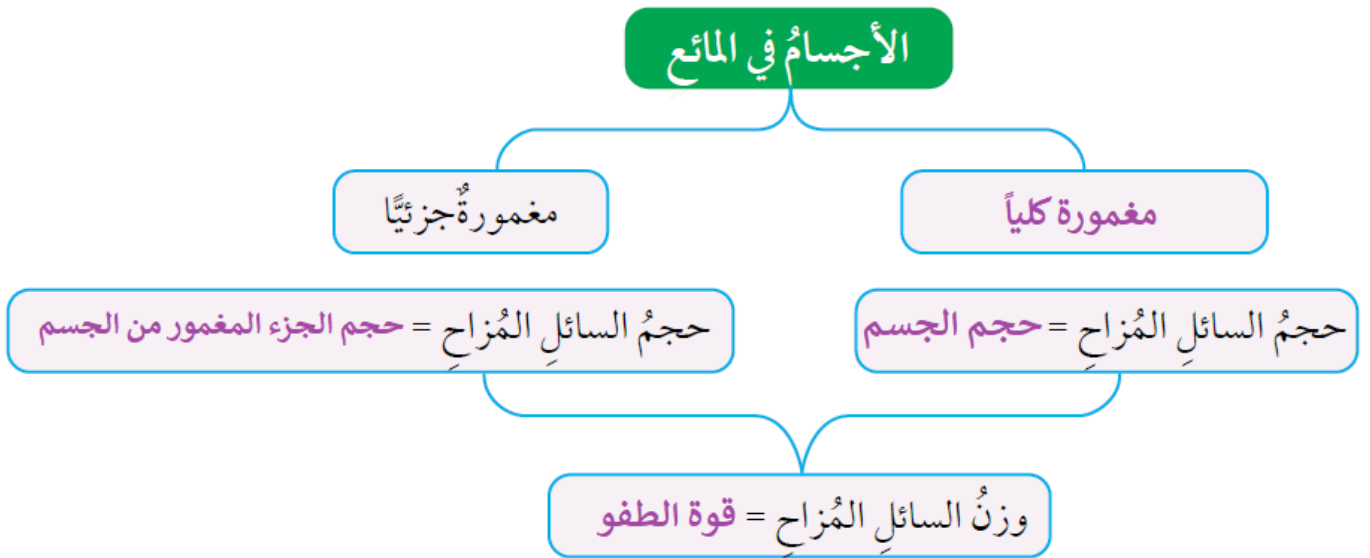 الأجسامُ في المائع
مغمورة كلياً
مغمورةٌ جزئيًّا
حجمُ السائلِ المُزاحِ = حجم الجسم
حجمُ السائلِ المُزاحِ = حجم الجزء المغمور من الجسم
وزنُ السائلِ المُزاحِ = قوة الطفو